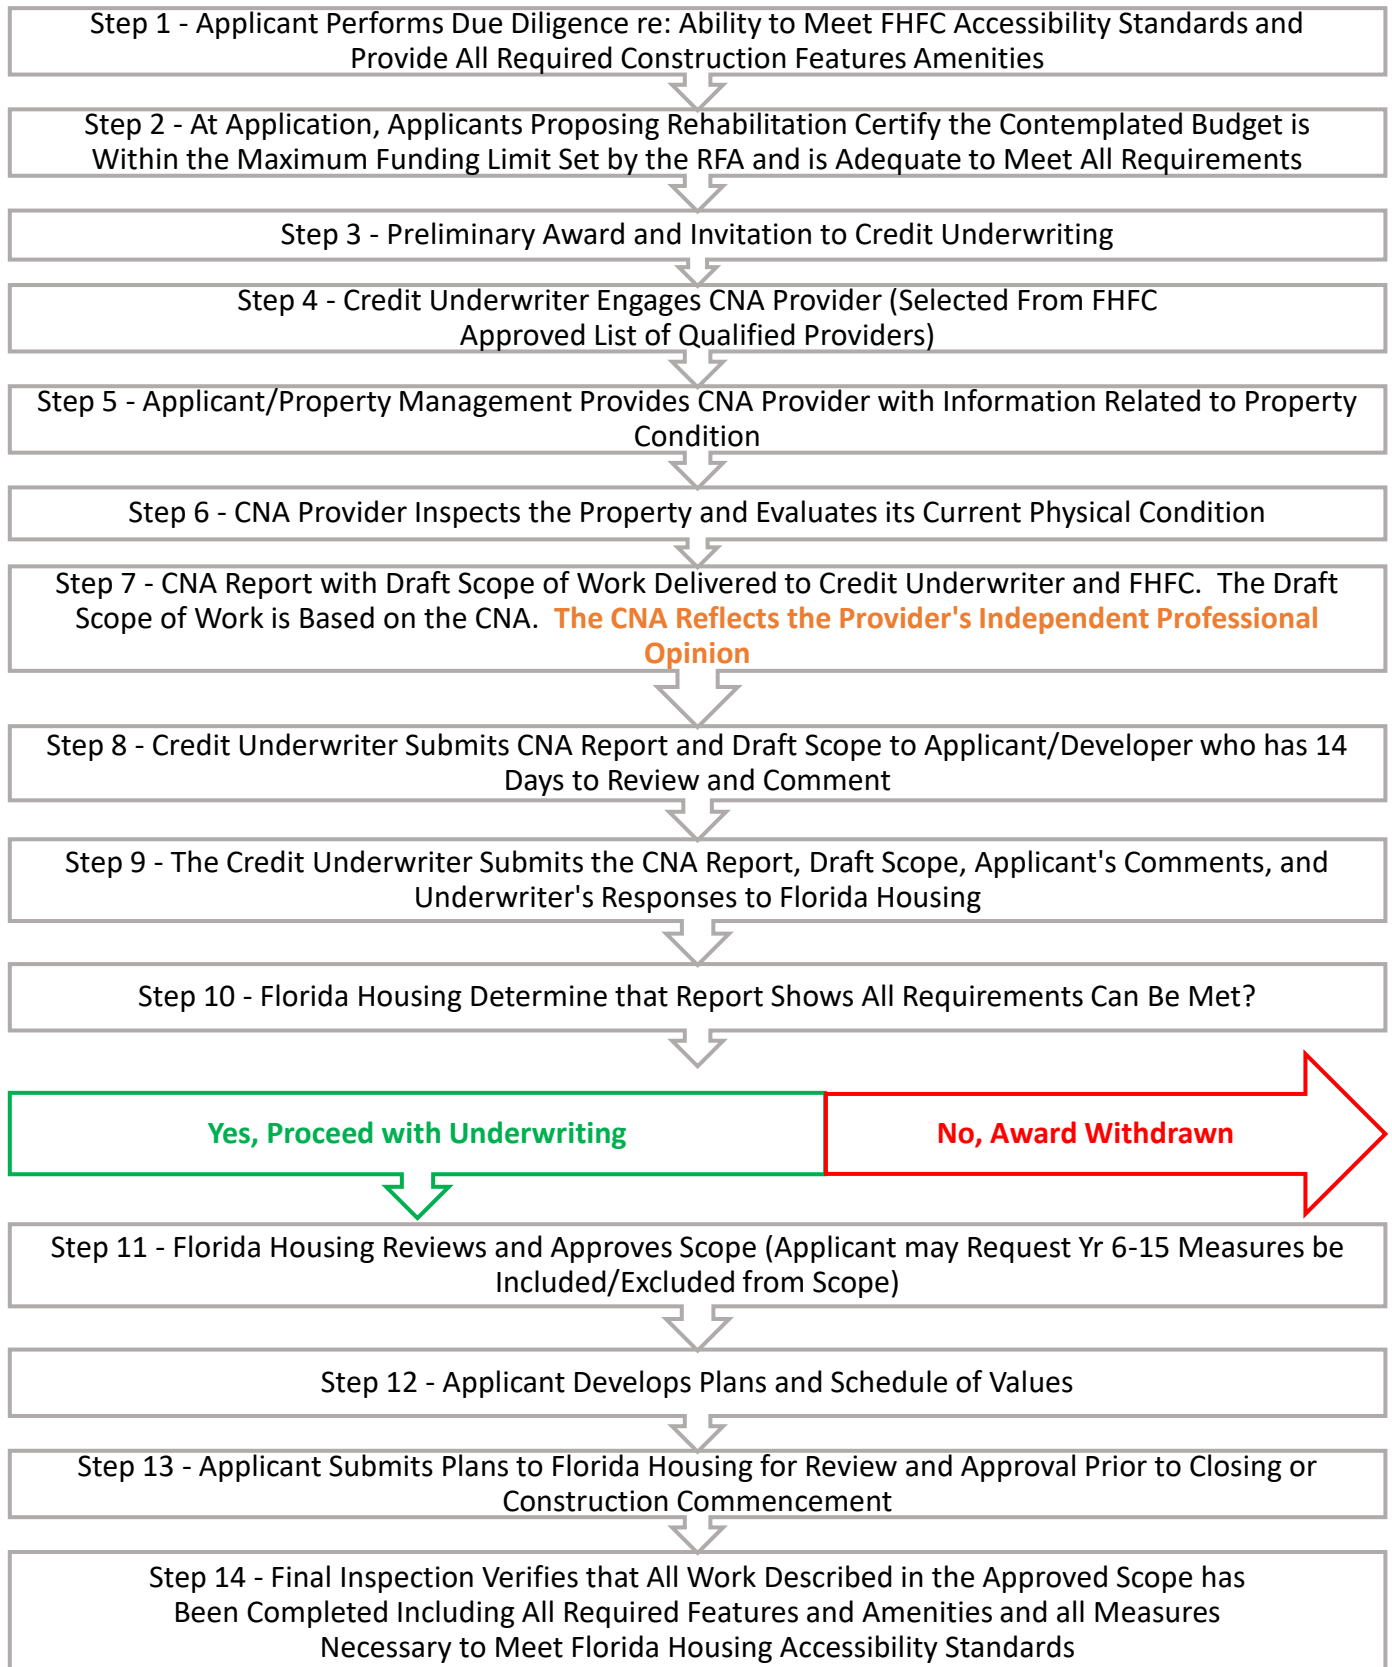 Step 1 - Applicant Performs Due Diligence re: Ability to Meet FHFC Accessibility Standards and
Provide All Required Construction Features Amenities
Step 2 - At Application, Applicants Proposing Rehabilitation Certify the Contemplated Budget is
Within the Maximum Funding Limit Set by the RFA and is Adequate to Meet All Requirements
Step 3 - Preliminary Award and Invitation to Credit Underwriting
Step 4 - Credit Underwriter Engages CNA Provider (Selected From FHFC
Approved List of Qualified Providers)
Step 5 - Applicant/Property Management Provides CNA Provider with Information Related to Property
Condition
Step 6 - CNA Provider Inspects the Property and Evaluates its Current Physical Condition
Step 7 - CNA Report with Draft Scope of Work Delivered to Credit Underwriter and FHFC.  The Draft
Scope of Work is Based on the CNA.  The CNA Reflects the Provider's Independent Professional
Opinion
Step 8 - Credit Underwriter Submits CNA Report and Draft Scope to Applicant/Developer who has 14
Days to Review and Comment
Step 9 - The Credit Underwriter Submits the CNA Report, Draft Scope, Applicant's Comments, and
Underwriter's Responses to Florida Housing
Step 10 - Florida Housing Determine that Report Shows All Requirements Can Be Met?
Yes, Proceed with Underwriting
No, Award Withdrawn
Step 11 - Florida Housing Reviews and Approves Scope (Applicant may Request Yr 6-15 Measures be
Included/Excluded from Scope)
Step 12 - Applicant Develops Plans and Schedule of Values
Step 13 - Applicant Submits Plans to Florida Housing for Review and Approval Prior to Closing or
Construction Commencement
Step 14 - Final Inspection Verifies that All Work Described in the Approved Scope has
Been Completed Including All Required Features and Amenities and all Measures
Necessary to Meet Florida Housing Accessibility Standards